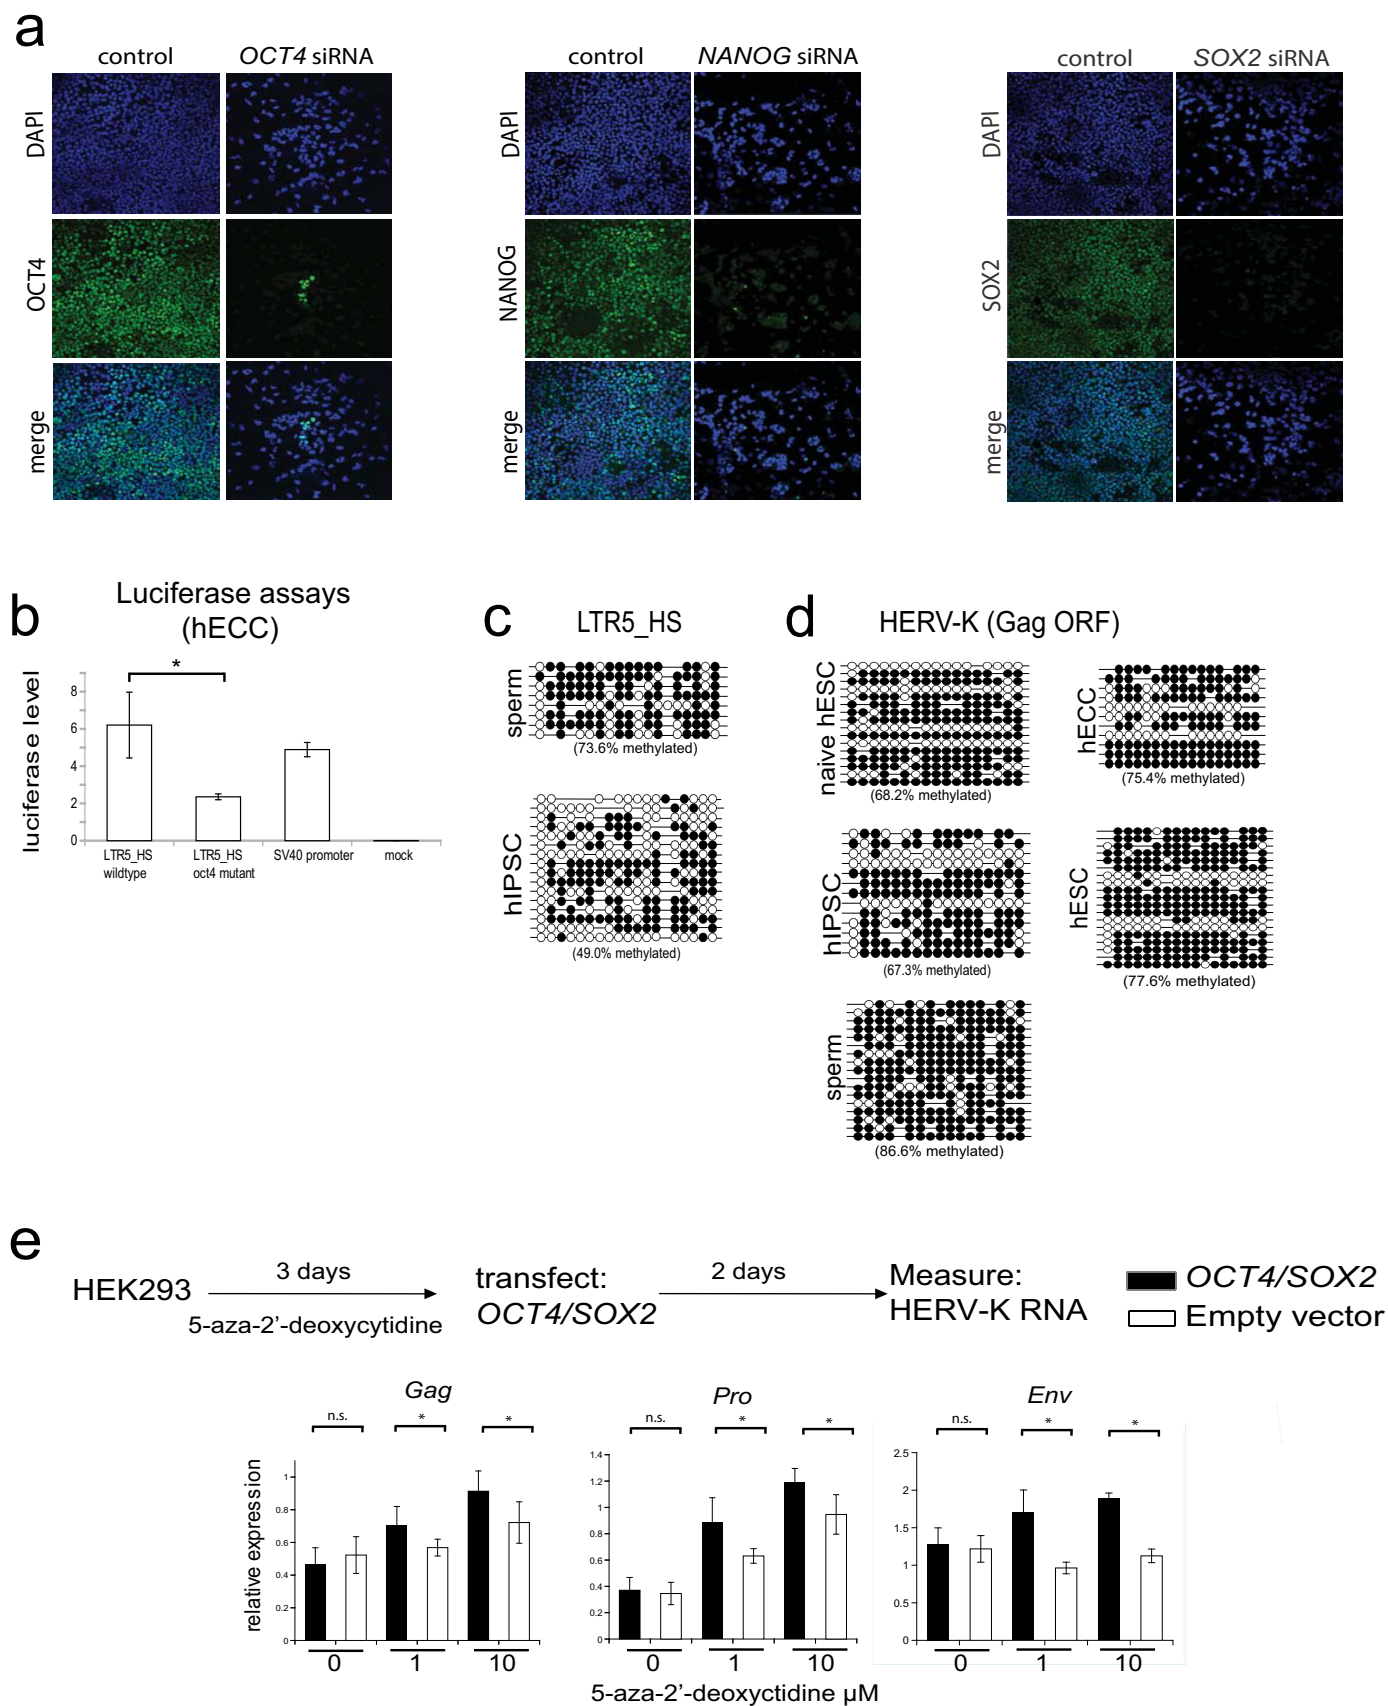 a
control OCT4 siRNA
DAPI
OCT4
merge
control NANOG siRNA
DAPI
NANOG
merge
control SOX2 siRNA
DAPI
SOX2
merge
b
Luciferase assays
(hECC)
luciferase level
8
6
4
2
0
*
LTR5_HS
wildtype
LTR5_HS
oct4 mutant
SV40 promoter
mock
c
LTR5_HS
sperm
(73.6% methylated)
hIPSC
(49.0% methylated)
d
HERV-K (Gag ORF)
naive hESC
(68.2% methylated)
hECC
(75.4% methylated)
hIPSC
(67.3% methylated)
hESC
(77.6% methylated)
sperm
(86.6% methylated)
e
HEK293
3 days
5-aza-2'-deoxycytidine
transfect:
OCT4/SOX2
2 days
Measure:
HERV-K RNA
OCT4/SOX2
Empty vector
relative expression
Gag
n.s. * *
1
0.8
0.6
0.4
0.2
0
0 1 10
Pro
n.s. * *
1.4
1.2
1
0.8
0.6
0.4
0.2
0
0 1 10
Env
n.s. * *
2.5
2
1.5
1
0.5
0
0 1 10
5-aza-2'-deoxyctidine µM